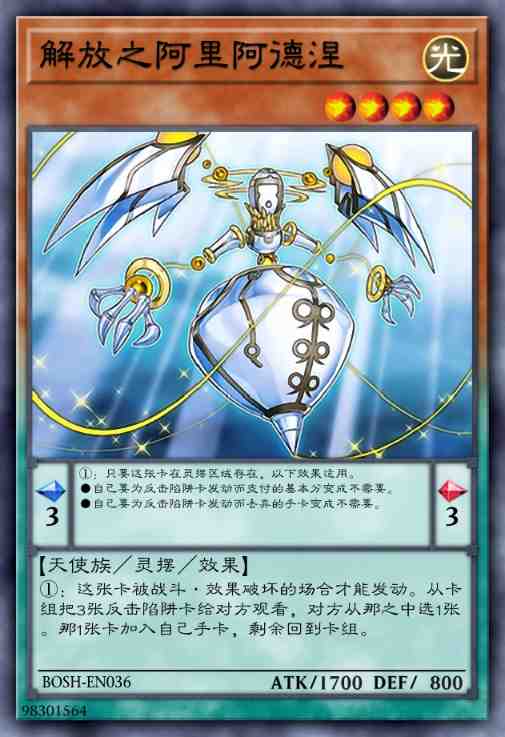 解放之阿里阿德涅
光
①：只要这张卡在灵摆区域存在，以下效果适用。
●自己要为反击陷阱卡发动而支付的基本分变成不需要。
●自己要为反击陷阱卡发动而丢弃的手卡变成不需要。
3
3
【天使族／灵摆／效果】
①：这张卡被战斗·效果破坏的场合才能发动。从卡
组把3张反击陷阱卡给对方观看，对方从那之中选1张
。那1张卡加入自己手卡，剩余回到卡组。
BOSH-EN036
ATK/1700 DEF/ 800
98301564